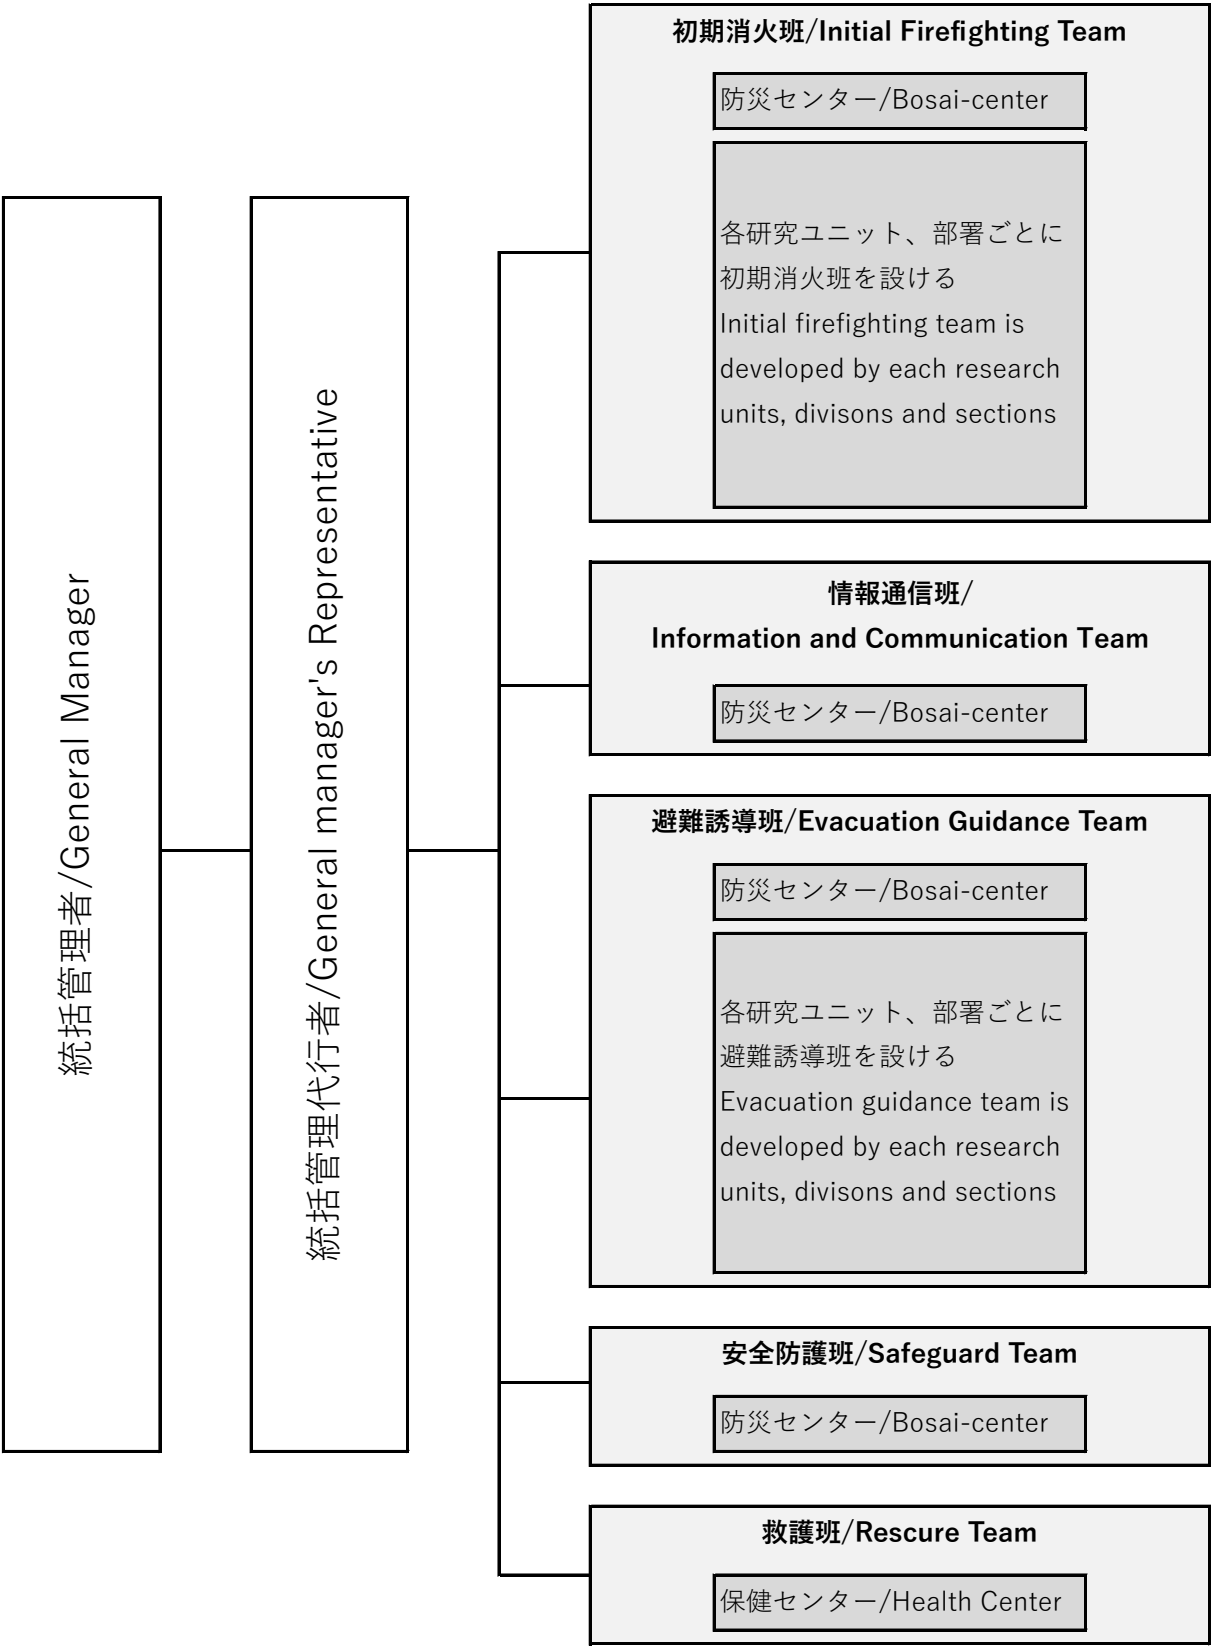 統括管理者/General Manager
統括管理代行者/General manager's Representative
初期消火班/Initial Firefighting Team
防災センター/Bosai-center
各研究ユニット、部署ごとに
初期消火班を設ける
Initial firefighting team is
developed by each research
units, divisons and sections
情報通信班/
Information and Communication Team
防災センター/Bosai-center
避難誘導班/Evacuation Guidance Team
防災センター/Bosai-center
各研究ユニット、部署ごとに
避難誘導班を設ける
Evacuation guidance team is
developed by each research
units, divisons and sections
安全防護班/Safeguard Team
防災センター/Bosai-center
救護班/Rescure Team
保健センター/Health Center